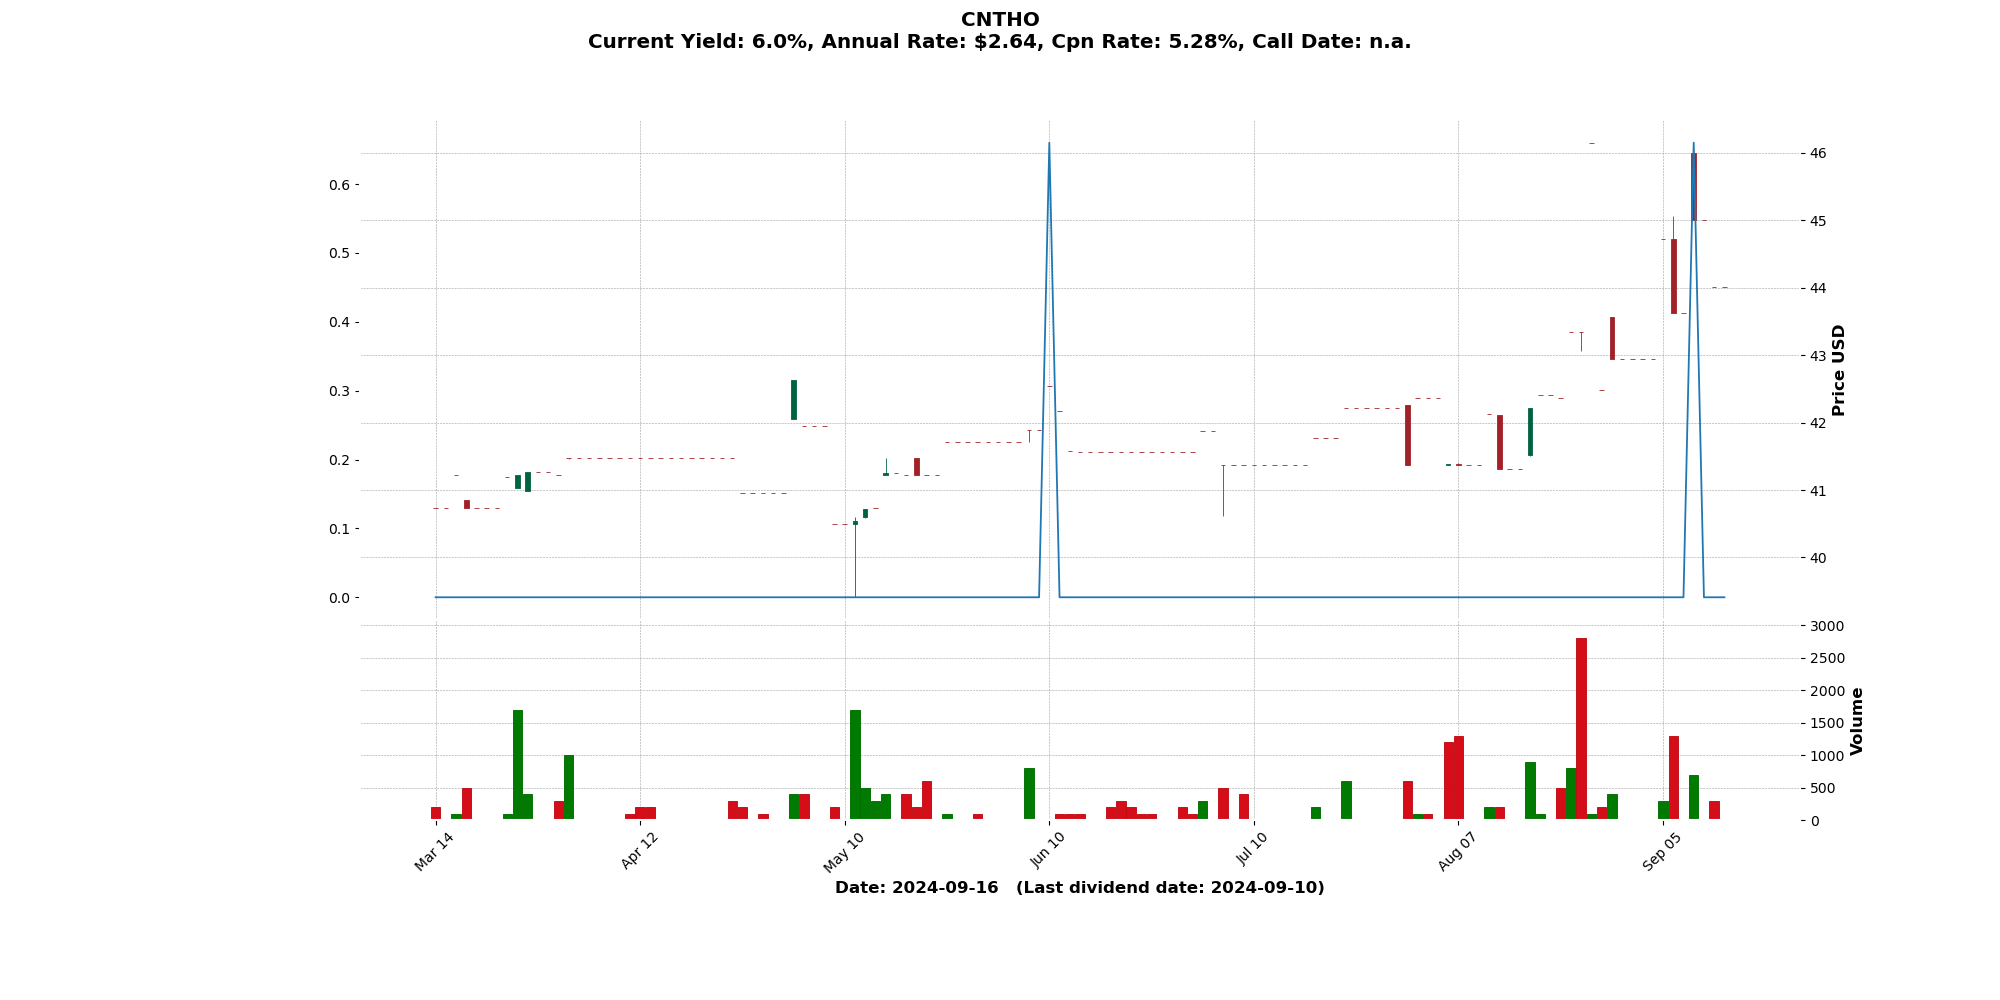 CNTHO
Current Yield: 6.0%, Annual Rate: $2.64, Cpn Rate: 5.28%, Call Date: n.a.
0.6
0.5
0.4
0.3
0.2
0.1
0.0
46
45
44
43
42
41
40
Price USD
3000
2500
2000
1500
1000
500
0
Volume
Mar 14
Apr 12
May 10
Jun 10
Jul 10
Aug 07
Sep 05
Date: 2024-09-16   (Last dividend date: 2024-09-10)